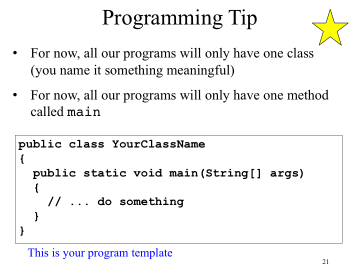 Programming Tip
• For now, all our programs will only have one class
(you name it something meaningful)
• For now, all our programs will only have one method
called main
public class YourClassName
{
  public static void main(String[] args)
  {
    // ... do something
  }
}
This is your program template
21